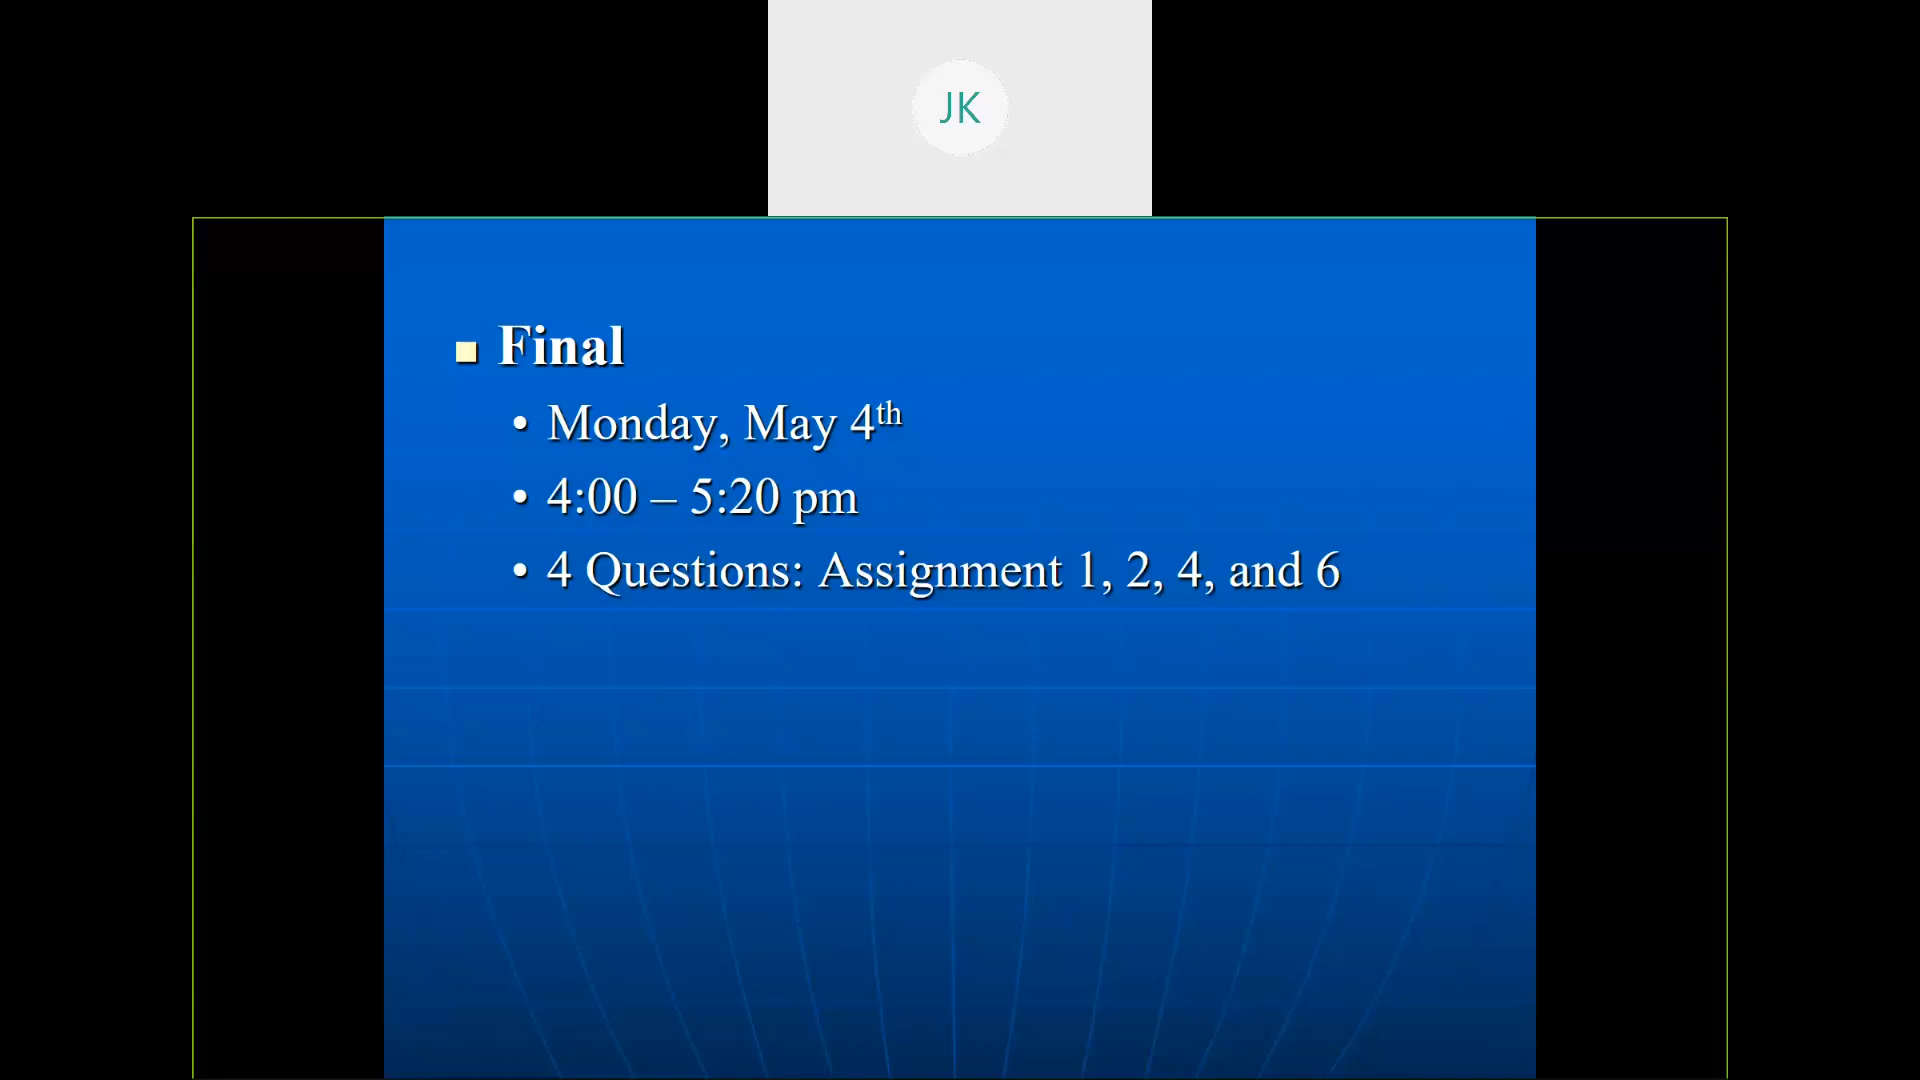 JK
Final
• Monday, May 4th
• 4:00 – 5:20 pm
• 4 Questions: Assignment 1, 2, 4, and 6